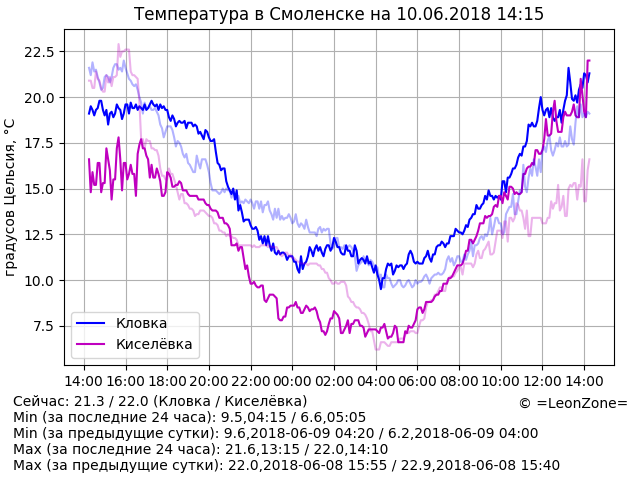 Температура в Смоленске на 10.06.2018 14:15
градусов Цельсия, °C
22.5
20.0
17.5
15.0
12.5
10.0
7.5
Кловка
Киселёвка
14:00 16:00 18:00 20:00 22:00 00:00 02:00 04:00 06:00 08:00 10:00 12:00 14:00
Сейчас: 21.3 / 22.0 (Кловка / Киселёвка)
© =LeonZone=
Min (за последние 24 часа): 9.5,04:15 / 6.6,05:05
Min (за предыдущие сутки): 9.6,2018-06-09 04:20 / 6.2,2018-06-09 04:00
Max (за последние 24 часа): 21.6,13:15 / 22.0,14:10
Max (за предыдущие сутки): 22.0,2018-06-08 15:55 / 22.9,2018-06-08 15:40